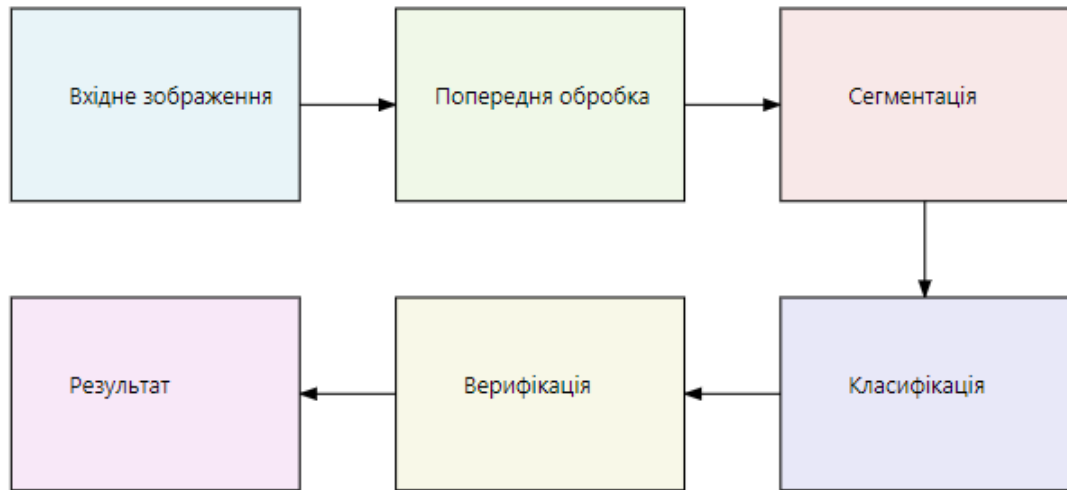 Вхідне зображення
Попередня обробка
Сегментація
Класифікація
Верифікація
Результат